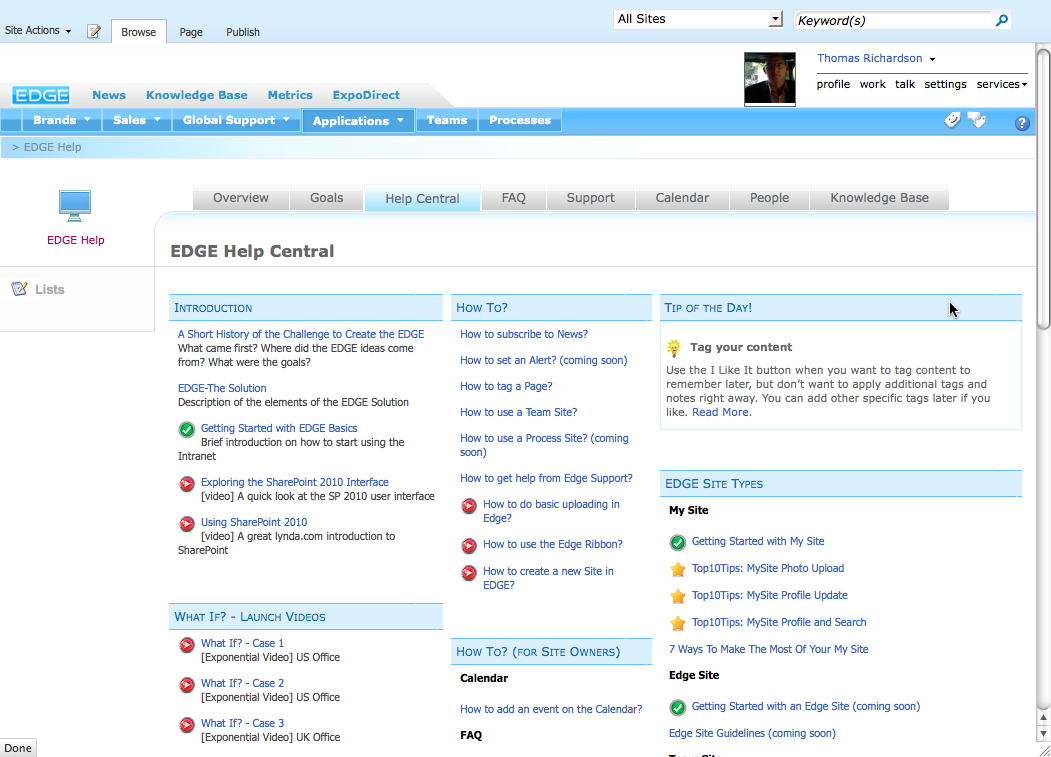 Site Actions
Browse
Page
Publish
All Sites
Keyword(s)
Thomas Richardson
profile work talk settings services
EDGE
News
Knowledge Base
Metrics
ExpoDirect
Brands
Sales
Global Support
Applications
Teams
Processes
?
> EDGE Help
EDGE Help
Lists
Overview
Goals
Help Central
FAQ
Support
Calendar
People
Knowledge Base
EDGE Help Central
Introduction
A Short History of the Challenge to Create the EDGE
What came first? Where did the EDGE ideas come
from? What were the goals?
EDGE-The Solution
Description of the elements of the EDGE Solution
Getting Started with EDGE Basics
Brief introduction on how to start using the
Intranet
Exploring the SharePoint 2010 Interface
[video] A quick look at the SP 2010 user interface
Using SharePoint 2010
[video] A great lynda.com introduction to
SharePoint
What If? - Launch Videos
What If? - Case 1
[Exponential Video] US Office
What If? - Case 2
[Exponential Video] US Office
What If? - Case 3
[Exponential Video] UK Office
How To?
How to subscribe to News?
How to set an Alert? (coming soon)
How to tag a Page?
How to use a Team Site?
How to use a Process Site? (coming
soon)
How to get help from Edge Support?
How to do basic uploading in
Edge?
How to use the Edge Ribbon?
How to create a new Site in
EDGE?
How To? (for Site Owners)
Calendar
How to add an event on the Calendar?
FAQ
Tip of the Day!
Tag your content
Use the I Like It button when you want to tag content to
remember later, but don't want to apply additional tags and
notes right away. You can add other specific tags later if you
like. Read More.
EDGE Site Types
My Site
Getting Started with My Site
Top10Tips: MySite Photo Upload
Top10Tips: MySite Profile Update
Top10Tips: MySite Profile and Search
7 Ways To Make The Most Of Your My Site
Edge Site
Getting Started with an Edge Site (coming soon)
Edge Site Guidelines (coming soon)
Team Site
Done